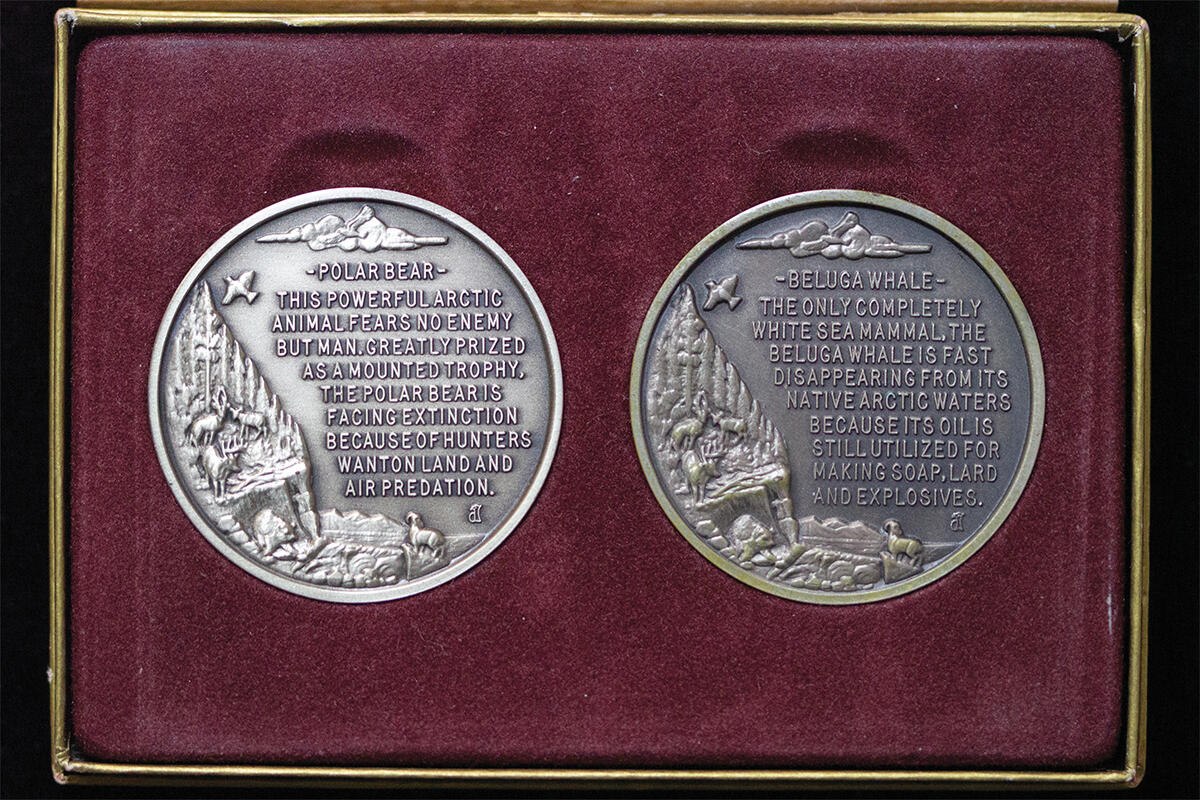 -POLAR BEAR-
THIS POWERFUL ARCTIC
ANIMAL FEARS NO ENEMY
BUT MAN. GREATLY PRIZED
AS A MOUNTED TROPHY,
THE POLAR BEAR IS
FACING EXTINCTION
BECAUSE OF HUNTERS
WANTON LAND AND
AIR PREDATION.
-BELUGA WHALE-
THE ONLY COMPLETELY
WHITE SEA MAMMAL, THE
BELUGA WHALE IS FAST
DISAPPEARING FROM ITS
NATIVE ARCTIC WATERS
BECAUSE ITS OIL IS
STILL UTILIZED FOR
MAKING SOAP, LARD
AND EXPLOSIVES.